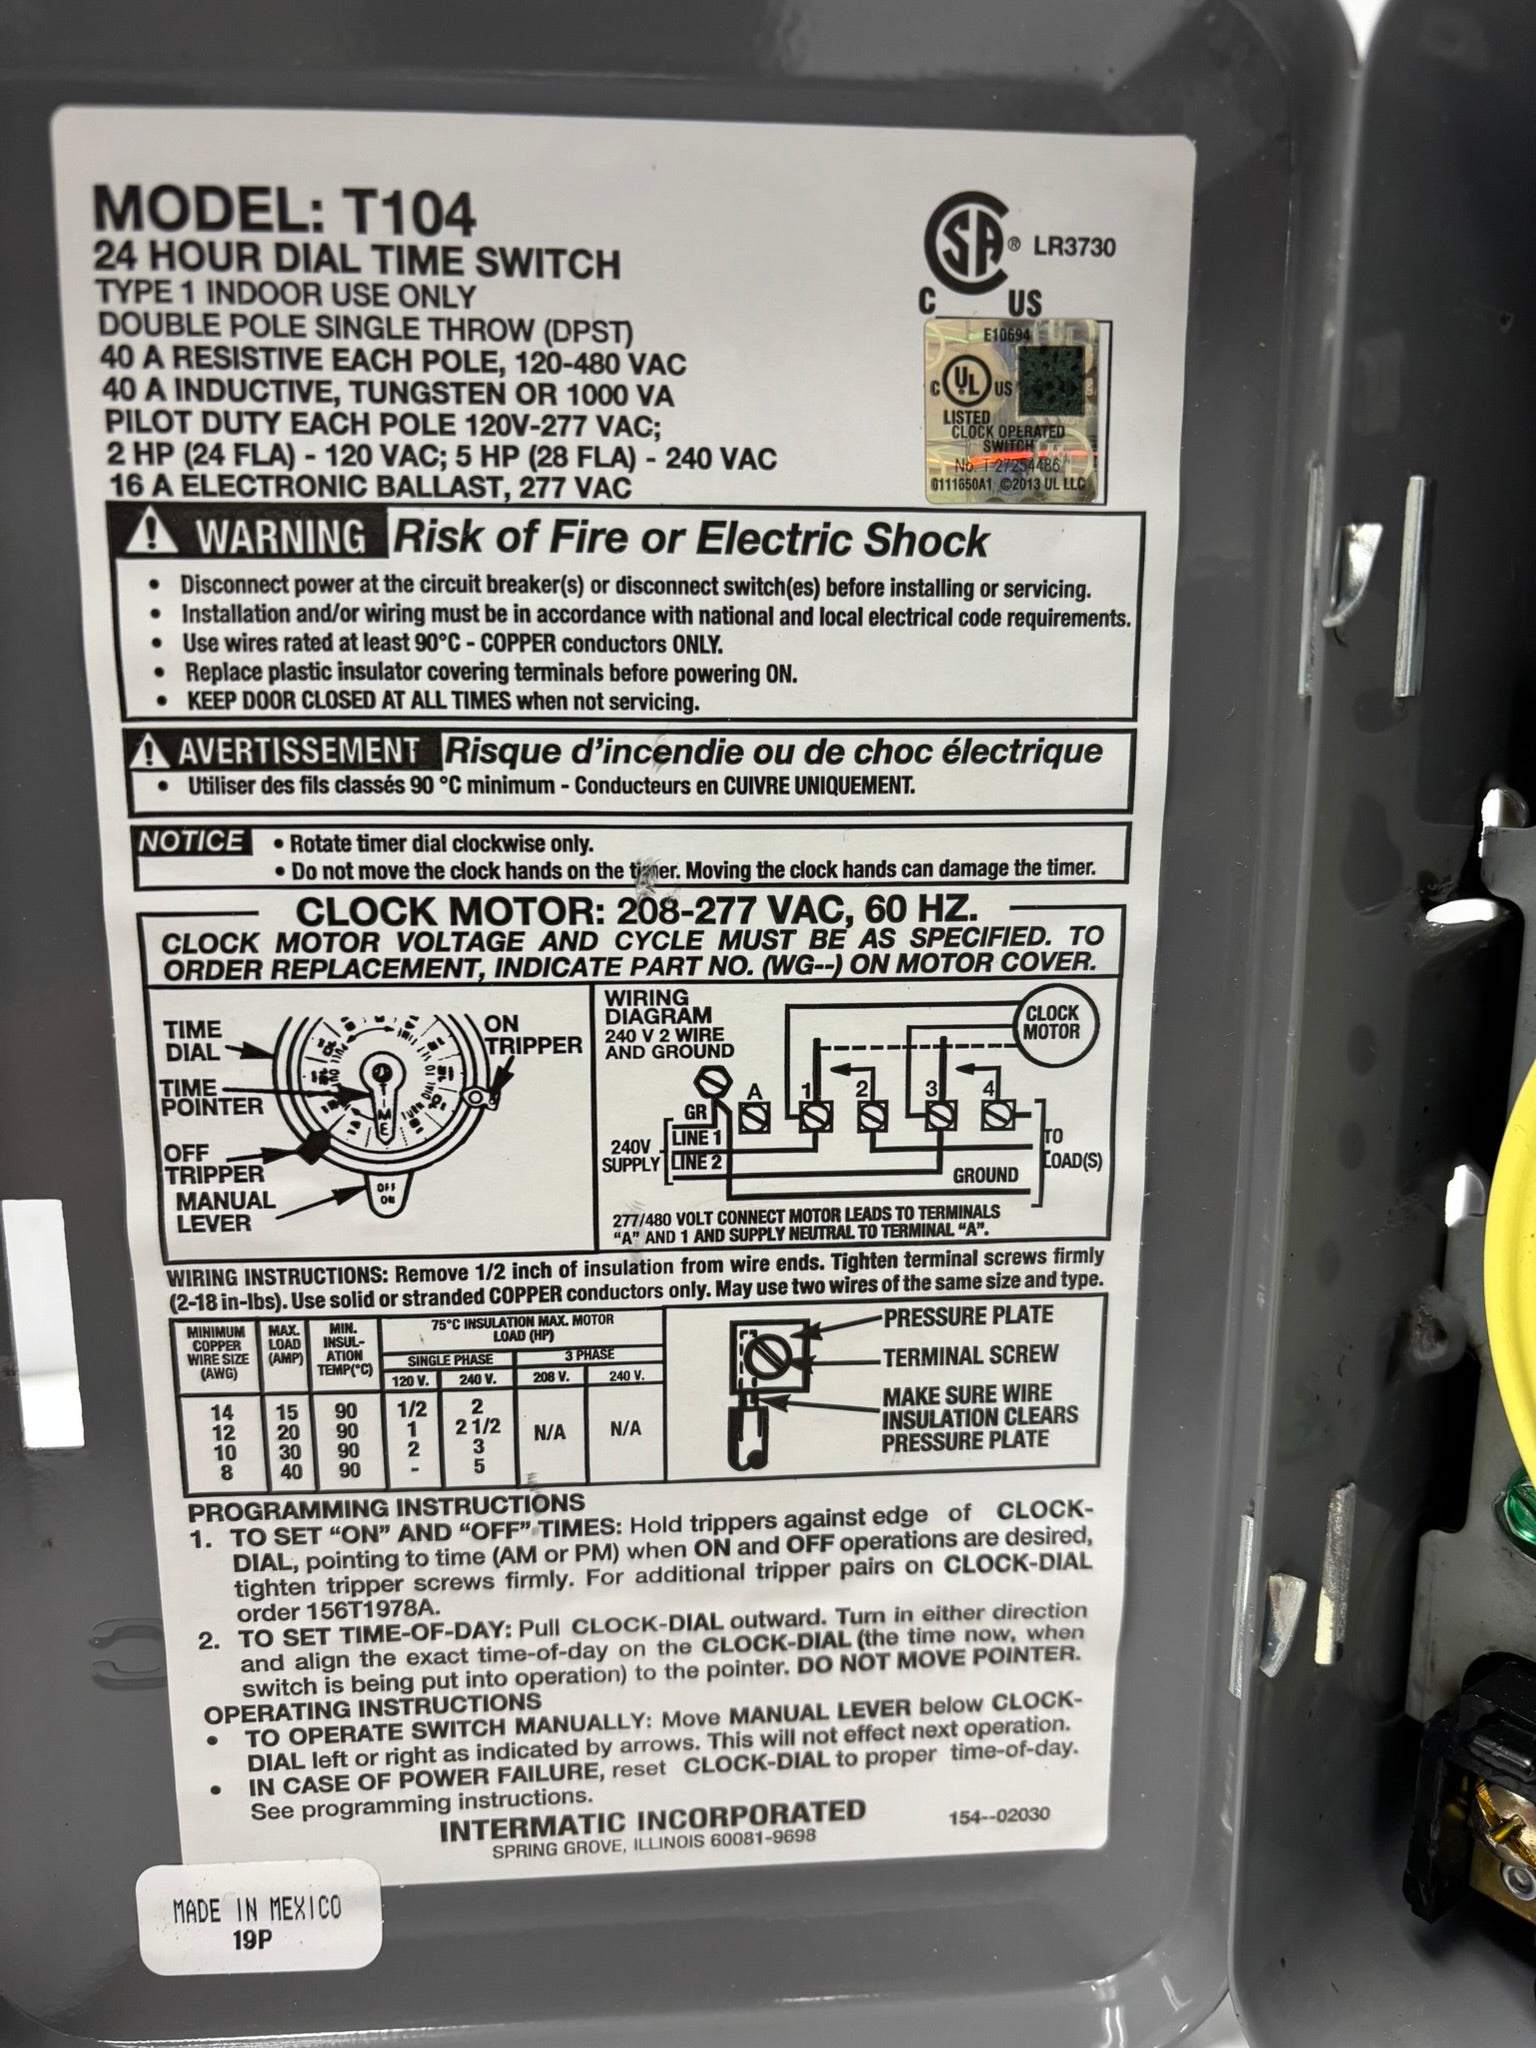 MODEL: T104
24 HOUR DIAL TIME SWITCH
TYPE 1 INDOOR USE ONLY
DOUBLE POLE SINGLE THROW (DPST)
40 A RESISTIVE EACH POLE, 120-480 VAC
40 A INDUCTIVE, TUNGSTEN OR 1000 VA
PILOT DUTY EACH POLE 120V-277 VAC;
2 HP (24 FLA) - 120 VAC; 5 HP (28 FLA) - 240 VAC
16 A ELECTRONIC BALLAST, 277 VAC
CSA ® LR3730
C US
E10694
C UL US
LISTED
CLOCK OPERATED
SWITCH
No. T-27254486
0111650A1 ©2013 UL LLC
WARNING Risk of Fire or Electric Shock
• Disconnect power at the circuit breaker(s) or disconnect switch(es) before installing or servicing.
• Installation and/or wiring must be in accordance with national and local electrical code requirements.
• Use wires rated at least 90°C - COPPER conductors ONLY.
• Replace plastic insulator covering terminals before powering ON.
• KEEP DOOR CLOSED AT ALL TIMES when not servicing.
AVERTISSEMENT Risque d'incendie ou de choc électrique
• Utiliser des fils classés 90 °C minimum - Conducteurs en CUIVRE UNIQUEMENT.
NOTICE • Rotate timer dial clockwise only.
• Do not move the clock hands on the timer. Moving the clock hands can damage the timer.
CLOCK MOTOR: 208-277 VAC, 60 HZ.
CLOCK MOTOR VOLTAGE AND CYCLE MUST BE AS SPECIFIED. TO
ORDER REPLACEMENT, INDICATE PART NO. (WG--) ON MOTOR COVER.
TIME
DIAL
TIME
POINTER
OFF
TRIPPER
MANUAL
LEVER
ON
TRIPPER
TIME
OFF
ON
WIRING
DIAGRAM
240 V 2 WIRE
AND GROUND
CLOCK
MOTOR
A 1 2 3 4
GR
LINE 1
LINE 2
240V
SUPPLY
GROUND
TO
LOAD(S)
277/480 VOLT CONNECT MOTOR LEADS TO TERMINALS
"A" AND 1 AND SUPPLY NEUTRAL TO TERMINAL "A".
WIRING INSTRUCTIONS: Remove 1/2 inch of insulation from wire ends. Tighten terminal screws firmly
(2-18 in-lbs). Use solid or stranded COPPER conductors only. May use two wires of the same size and type.
MINIMUM
COPPER
WIRE SIZE
(AWG)
MAX.
LOAD
(AMP)
MIN.
INSUL-
ATION
TEMP(°C)
75°C INSULATION MAX. MOTOR
LOAD (HP)
SINGLE PHASE 3 PHASE
120 V. 240 V. 208 V. 240 V.
14 15 90 1/2 2
12 20 90 1 2 1/2 N/A N/A
10 30 90 2 3
8 40 90 - 5
PRESSURE PLATE
TERMINAL SCREW
MAKE SURE WIRE
INSULATION CLEARS
PRESSURE PLATE
PROGRAMMING INSTRUCTIONS
1. TO SET "ON" AND "OFF" TIMES: Hold trippers against edge of CLOCK-
DIAL, pointing to time (AM or PM) when ON and OFF operations are desired,
tighten tripper screws firmly. For additional tripper pairs on CLOCK-DIAL
order 156T1978A.
2. TO SET TIME-OF-DAY: Pull CLOCK-DIAL outward. Turn in either direction
and align the exact time-of-day on the CLOCK-DIAL (the time now, when
switch is being put into operation) to the pointer. DO NOT MOVE POINTER.
OPERATING INSTRUCTIONS
• TO OPERATE SWITCH MANUALLY: Move MANUAL LEVER below CLOCK-
DIAL left or right as indicated by arrows. This will not effect next operation.
• IN CASE OF POWER FAILURE, reset CLOCK-DIAL to proper time-of-day.
See programming instructions.
INTERMATIC INCORPORATED
SPRING GROVE, ILLINOIS 60081-9698
154--02030
MADE IN MEXICO
19P